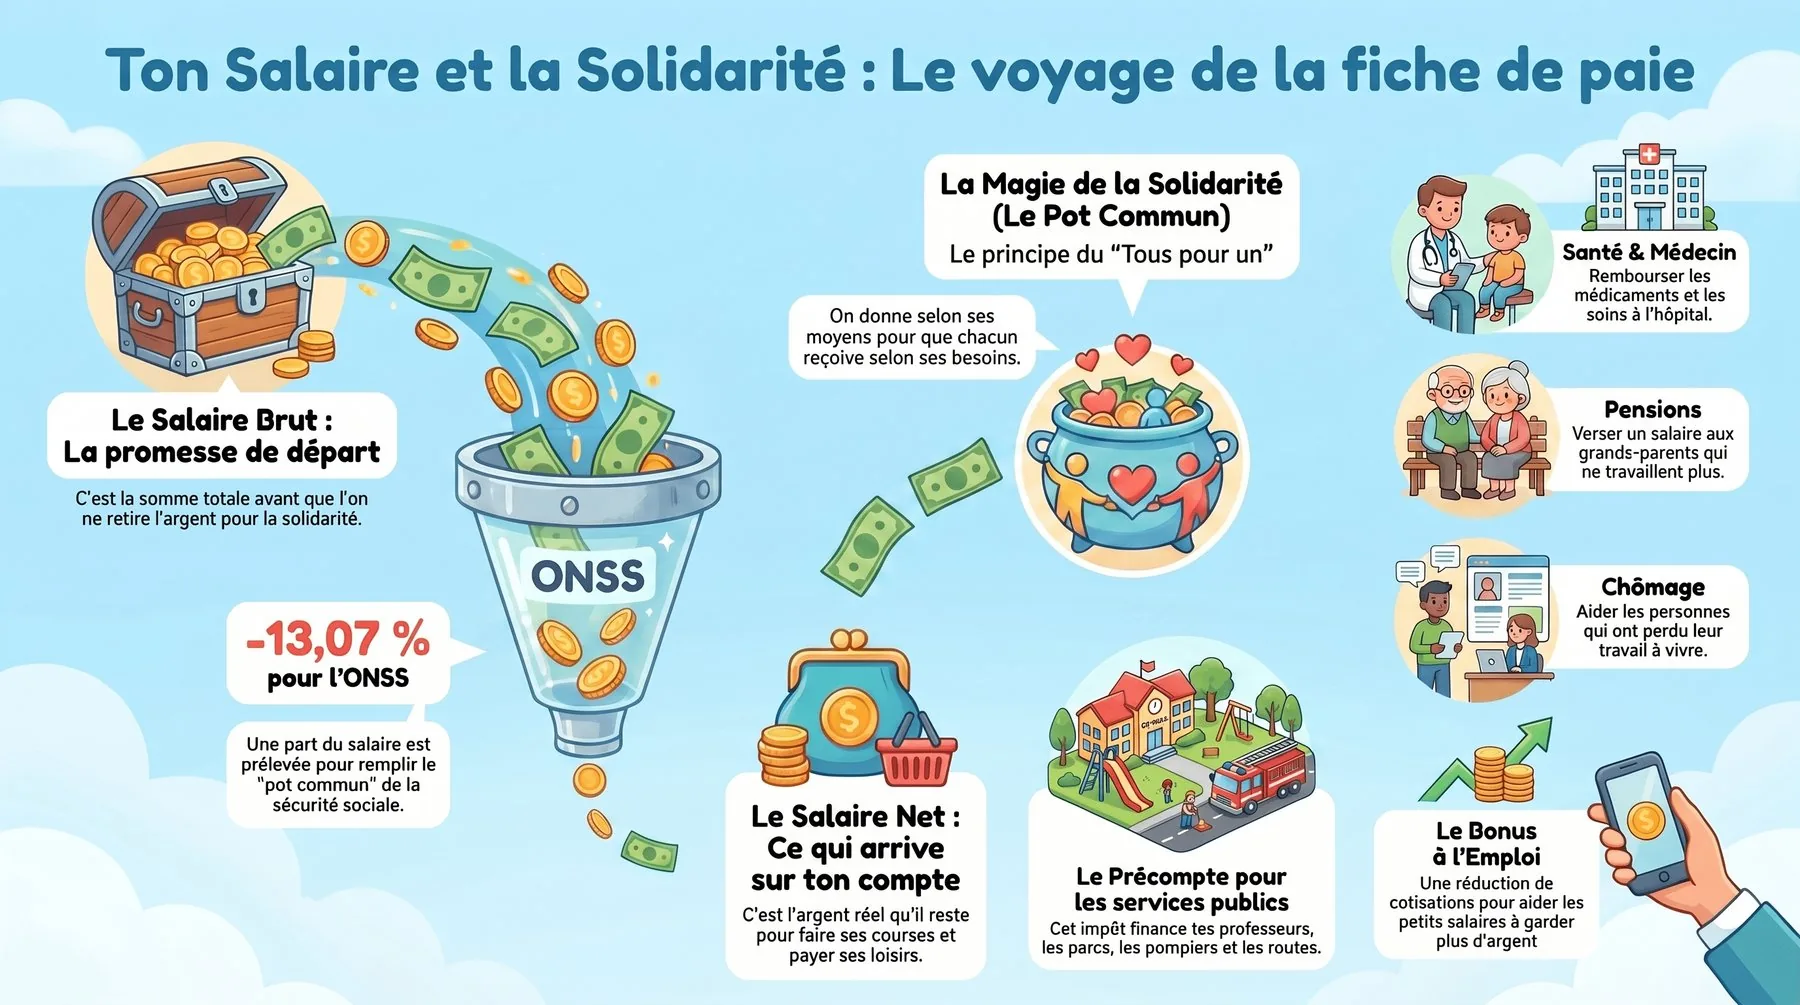 Ton Salaire et la Solidarité : Le voyage de la fiche de paie
Le Salaire Brut :
La promesse de départ
C'est la somme totale avant que l'on
ne retire l'argent pour la solidarité.
ONSS
-13,07 %
pour l'ONSS
Une part du salaire est
prélevée pour remplir le
"pot commun" de la
sécurité sociale.
La Magie de la Solidarité
(Le Pot Commun)
Le principe du "Tous pour un"
On donne selon ses
moyens pour que chacun
reçoive selon ses besoins.
Le Salaire Net :
Ce qui arrive
sur ton compte
C'est l'argent réel qu'il reste
pour faire ses courses et
payer ses loisirs.
Le Précompte pour
les services publics
Cet impôt finance tes professeurs,
les parcs, les pompiers et les routes.
Santé & Médecin
Rembourser les
médicaments et les
soins à l'hôpital.
Pensions
Verser un salaire aux
grands-parents qui
ne travaillent plus.
Chômage
Aider les personnes
qui ont perdu leur
travail à vivre.
Le Bonus
à l'Emploi
Une réduction de
cotisations pour aider les
petits salaires à garder
plus d'argent